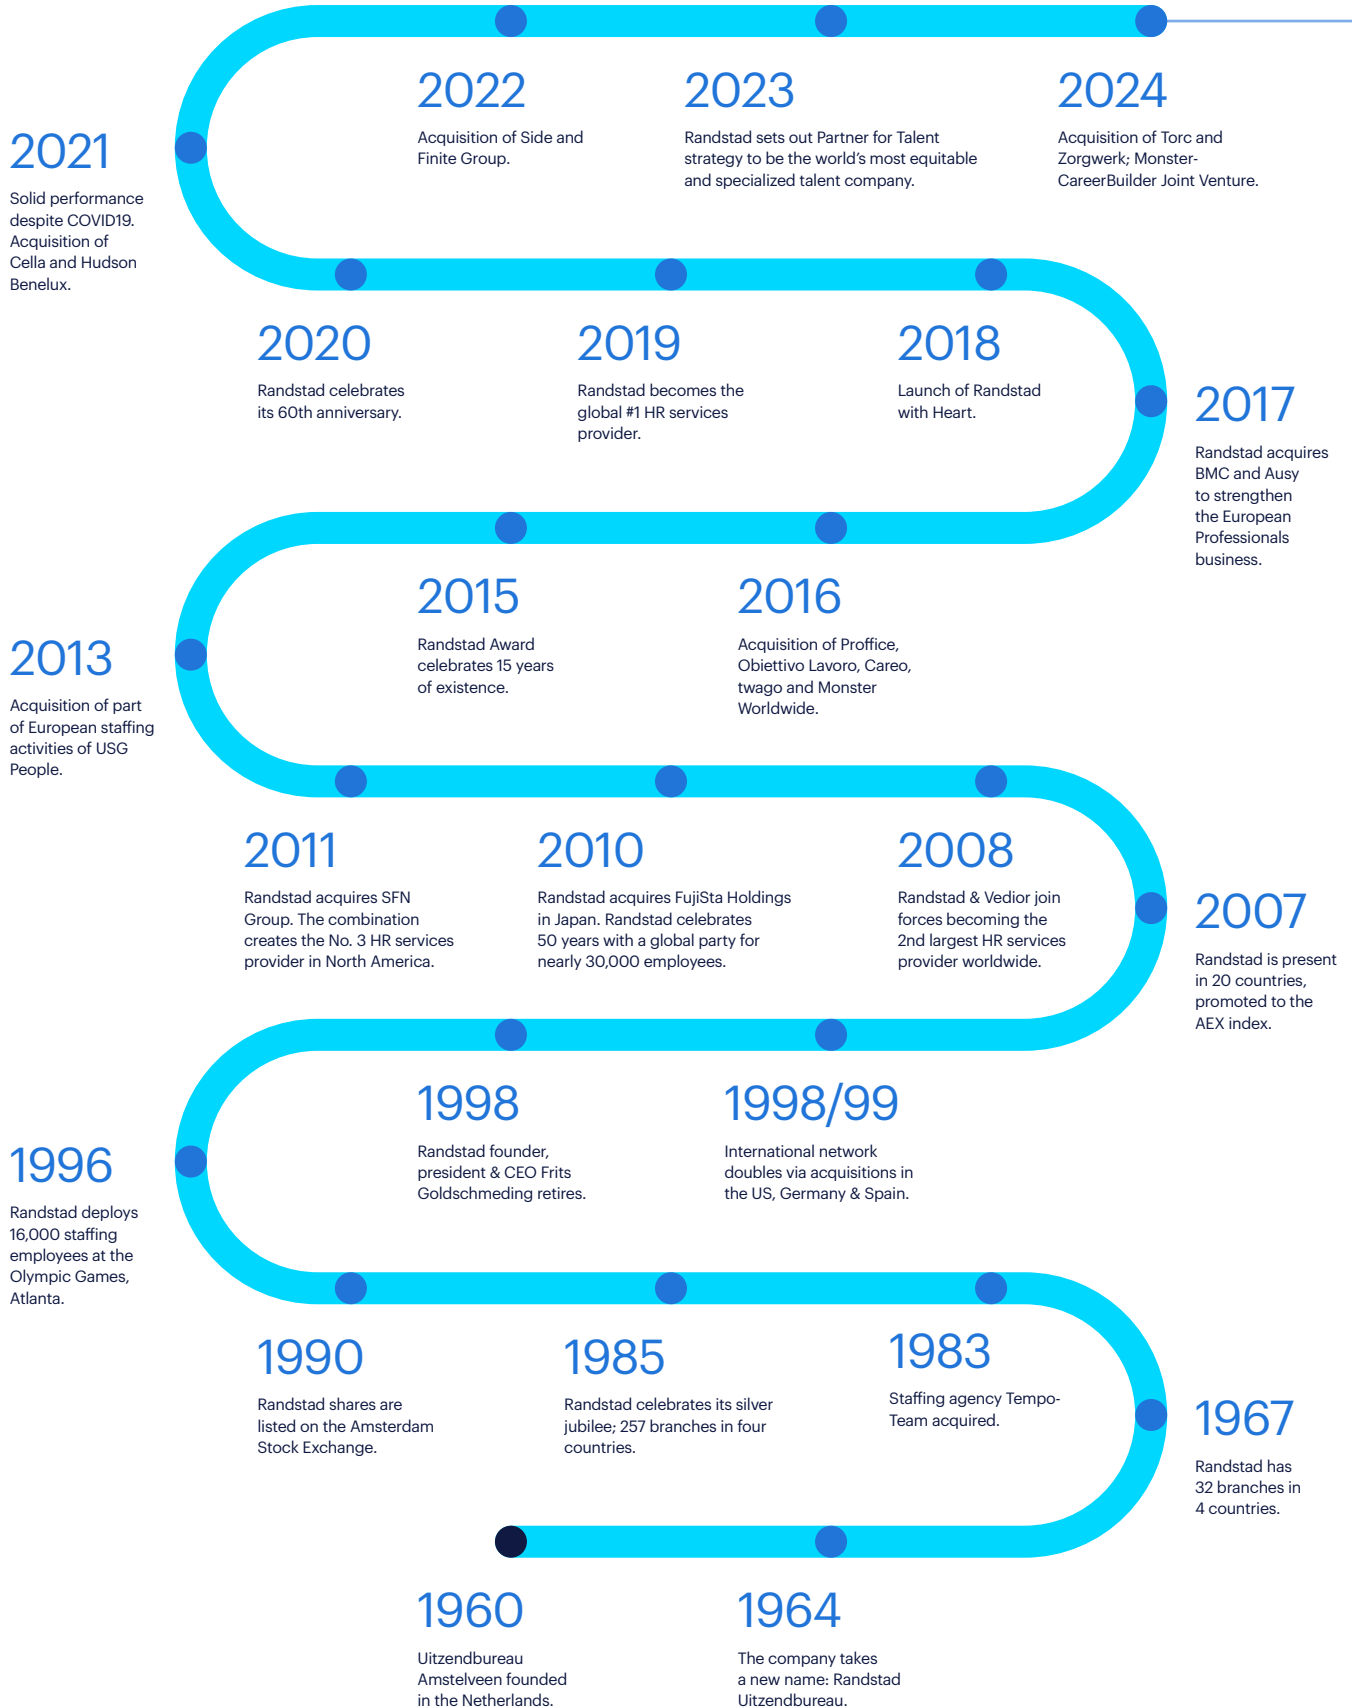 2022
Acquisition of Side and
Finite Group.
2023
Randstad sets out Partner for Talent
strategy to be the world's most equitable
and specialized talent company.
2024
Acquisition of Torc and
Zorgwerk; Monster-
CareerBuilder Joint Venture.
2021
Solid performance
despite COVID19.
Acquisition of
Cella and Hudson
Benelux.
2020
Randstad celebrates
its 60th anniversary.
2019
Randstad becomes the
global #1 HR services
provider.
2018
Launch of Randstad
with Heart.
2017
Randstad acquires
BMC and Ausy
to strengthen
the European
Professionals
business.
2015
Randstad Award
celebrates 15 years
of existence.
2016
Acquisition of Proffice,
Obiettivo Lavoro, Careo,
twago and Monster
Worldwide.
2013
Acquisition of part
of European staffing
activities of USG
People.
2011
Randstad acquires SFN
Group. The combination
creates the No. 3 HR services
provider in North America.
2010
Randstad acquires FujiSta Holdings
in Japan. Randstad celebrates
50 years with a global party for
nearly 30,000 employees.
2008
Randstad & Vedior join
forces becoming the
2nd largest HR services
provider worldwide.
2007
Randstad is present
in 20 countries,
promoted to the
AEX index.
1998
Randstad founder,
president & CEO Frits
Goldschmeding retires.
1998/99
International network
doubles via acquisitions in
the US, Germany & Spain.
1996
Randstad deploys
16,000 staffing
employees at the
Olympic Games,
Atlanta.
1990
Randstad shares are
listed on the Amsterdam
Stock Exchange.
1985
Randstad celebrates its silver
jubilee; 257 branches in four
countries.
1983
Staffing agency Tempo-
Team acquired.
1967
Randstad has
32 branches in
4 countries.
1960
Uitzendbureau
Amstelveen founded
in the Netherlands.
1964
The company takes
a new name: Randstad
Uitzendbureau.